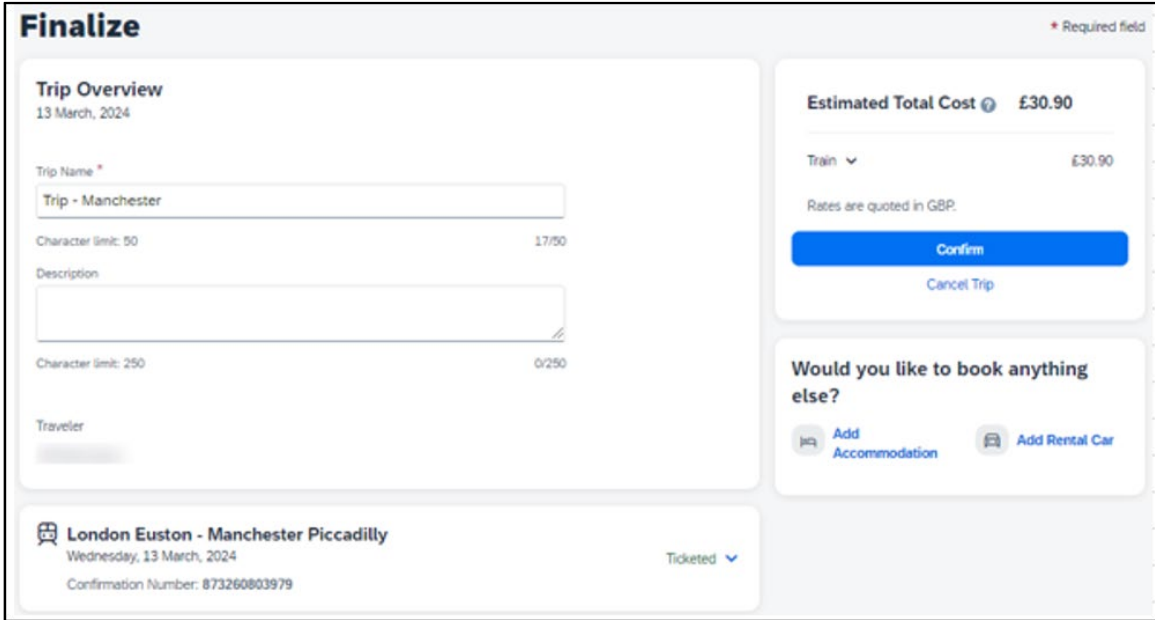 Finalize
* Required field
Trip Overview
13 March, 2024
Trip Name *
Trip - Manchester
Character limit: 50
17/50
Description
Character limit: 250
0/250
Traveler
London Euston - Manchester Piccadilly
Wednesday, 13 March, 2024
Ticketed
Confirmation Number: 873260803979
Estimated Total Cost ? £30.90
Train £30.90
Rates are quoted in GBP.
Confirm
Cancel Trip
Would you like to book anything
else?
Add
Accommodation
Add Rental Car